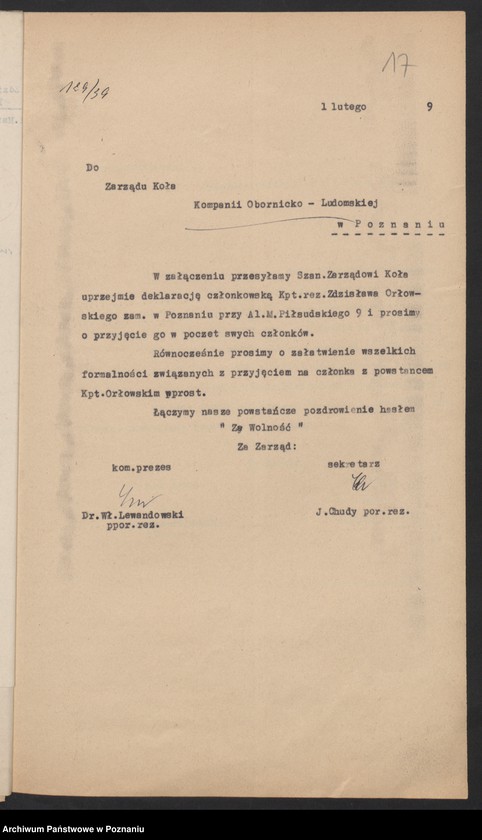 17
129/39
1 lutego 9
Do
Zarządu Koła
Kompanii Obornicko - Ludomskiej
w Poznaniu
W załączeniu przesyłamy Szan.Zarządowi Koła
uprzejmie deklarację członkowską Kpt.rez.Zdzisława Orłow-
skiego zam. w Poznaniu przy Al.M.Piłsudskiego 9 i prosimy
o przyjęcie go w poczet swych członków.
Równocześnie prosimy o załatwienie wszelkich
formalności związanych z przyjęciem na członka z powstancem
Kpt.Orłowskim wprost.
Łączymy nasze powstańcze pozdrowienie hasłem
" Za Wolność "
Za Zarząd:
kom.prezes sekretarz
Dr.Wł.Lewandowski J.Chudy por.rez.
ppor.rez.
Archiwum Państwowe w Poznaniu